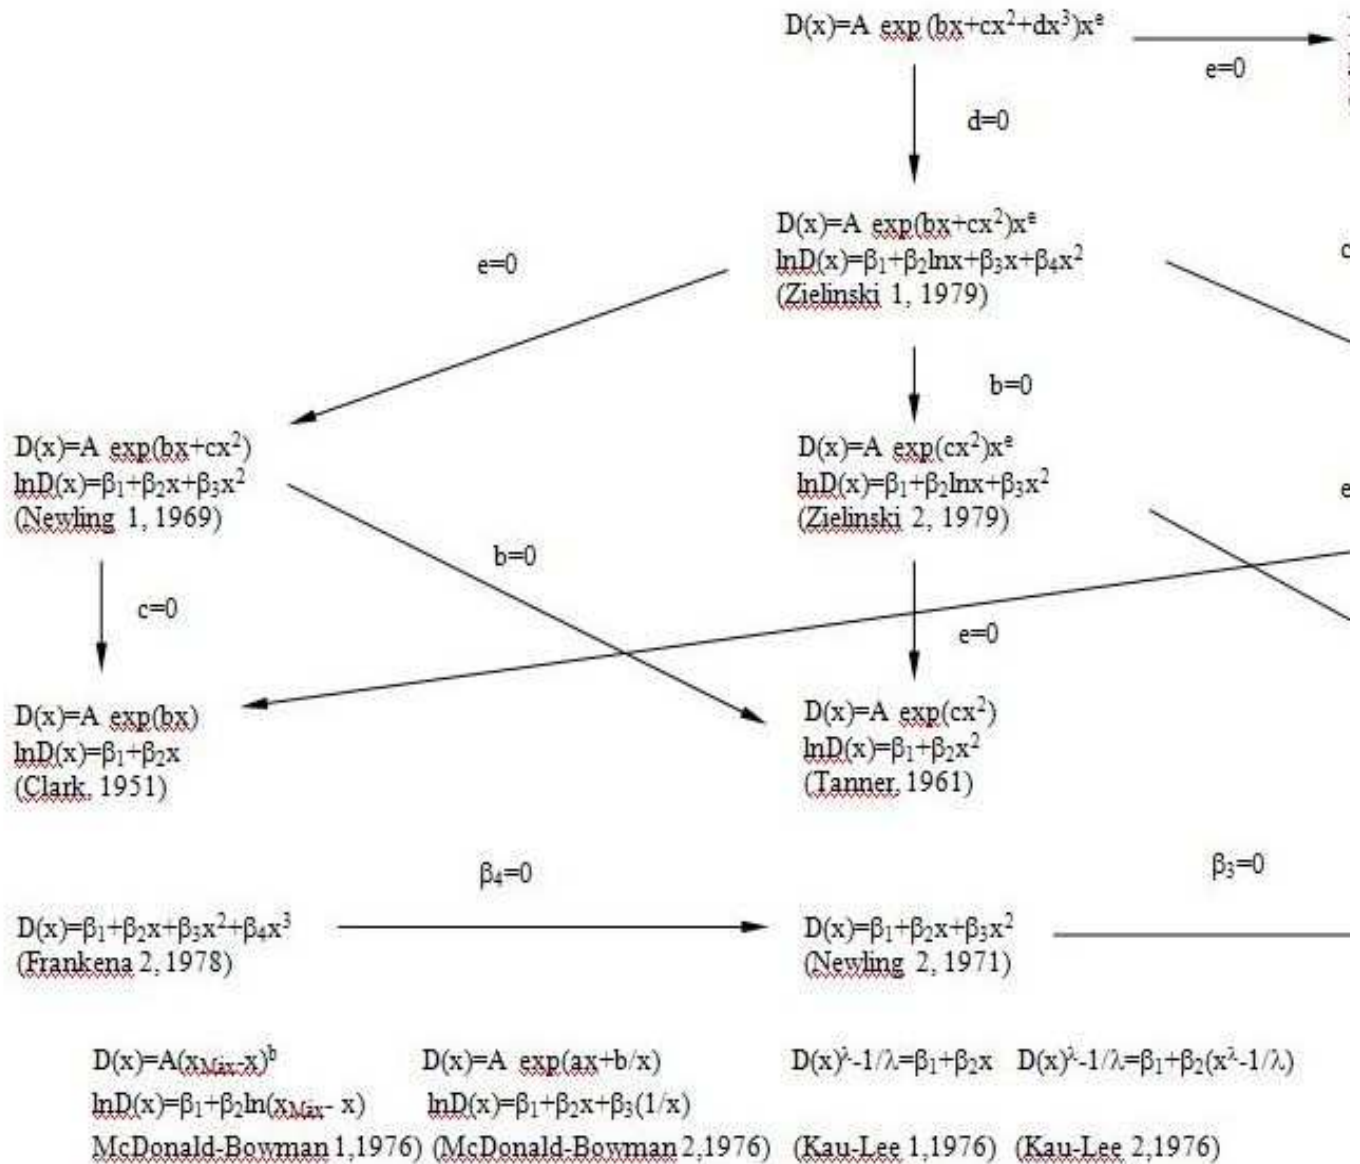 D(x)=A exp(bx+cx²+dx³)xᵉ
e=0
d=0
D(x)=A exp(bx+cx²)xᵉ
lnD(x)=β₁+β₂lnx+β₃x+β₄x²
(Zielinski 1, 1979)
e=0
c
b=0
D(x)=A exp(bx+cx²)
lnD(x)=β₁+β₂x+β₃x²
(Newling 1, 1969)
D(x)=A exp(cx²)xᵉ
lnD(x)=β₁+β₂lnx+β₃x²
(Zielinski 2, 1979)
e
b=0
c=0
e=0
D(x)=A exp(bx)
lnD(x)=β₁+β₂x
(Clark, 1951)
D(x)=A exp(cx²)
lnD(x)=β₁+β₂x²
(Tanner, 1961)
β₄=0
β₃=0
D(x)=β₁+β₂x+β₃x²+β₄x³
(Frankena 2, 1978)
D(x)=β₁+β₂x+β₃x²
(Newling 2, 1971)
D(x)=A(x_Máx-x)ᵇ D(x)=A exp(ax+b/x) D(x)^λ-1/λ=β₁+β₂x D(x)^λ-1/λ=β₁+β₂(x^λ-1/λ)
lnD(x)=β₁+β₂ln(x_Máx- x) lnD(x)=β₁+β₂x+β₃(1/x)
McDonald-Bowman 1,1976) (McDonald-Bowman 2,1976) (Kau-Lee 1,1976) (Kau-Lee 2,1976)